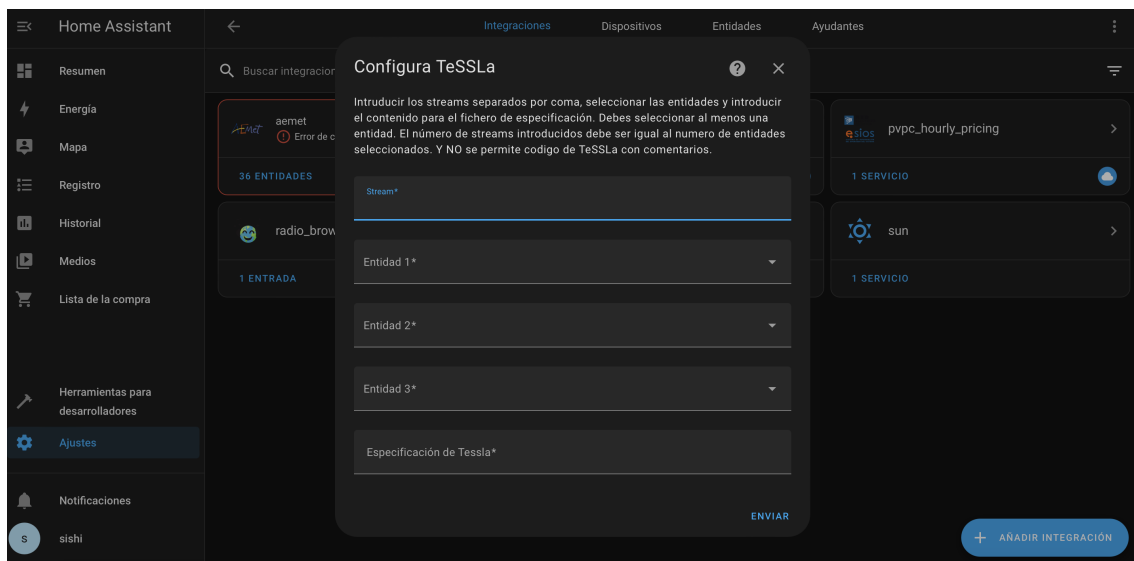 Home Assistant
Integraciones
Dispositivos
Entidades
Ayudantes
Resumen
Energía
Mapa
Registro
Historial
Medios
Lista de la compra
Herramientas para
desarrolladores
Ajustes
Notificaciones
S
sishi
Buscar integracion
AEMet
aemet
Error de c
36 ENTIDADES
radio_brow
1 ENTRADA
Configura TeSSLa
Intruducir los streams separados por coma, seleccionar las entidades y introducir
el contenido para el fichero de especificación. Debes seleccionar al menos una
entidad. El número de streams introducidos debe ser igual al numero de entidades
seleccionados. Y NO se permite codigo de TeSSLa con comentarios.
Stream*
Entidad 1*
Entidad 2*
Entidad 3*
Especificación de Tessla*
ENVIAR
esios
pvpc_hourly_pricing
1 SERVICIO
sun
1 SERVICIO
AÑADIR INTEGRACIÓN